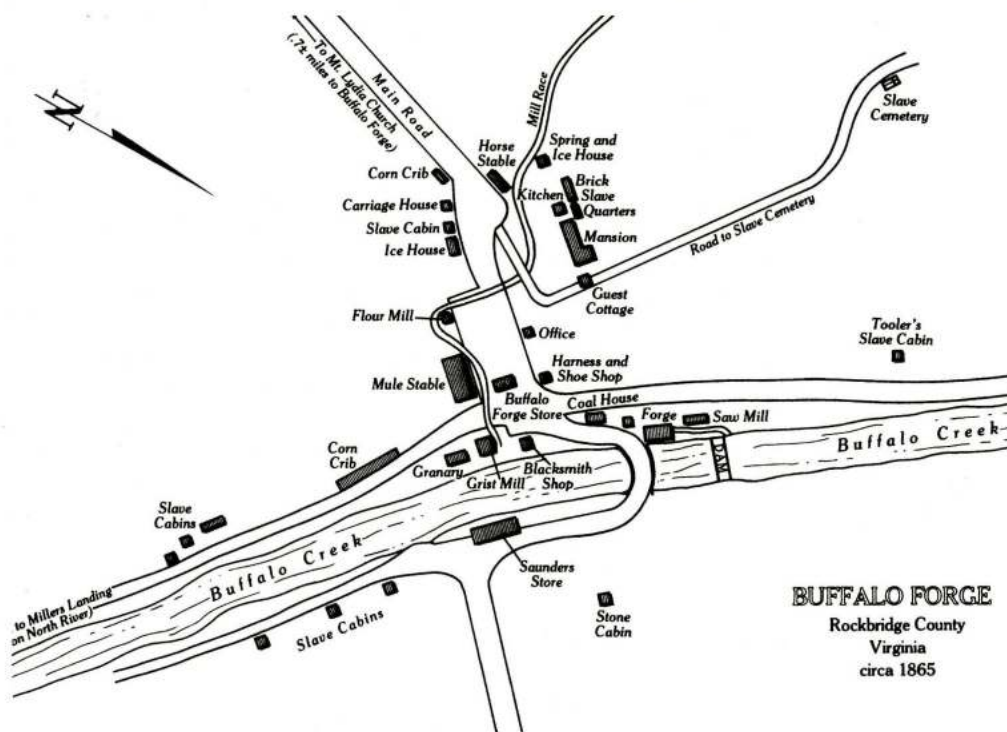 N
To Mt. Lydia Church
(.7± miles to Buffalo Forge)
Main Road
Mill Race
Slave
Cemetery
Horse
Stable
Spring and
Ice House
Corn Crib
Kitchen
Brick
Slave
Quarters
Carriage House
Slave Cabin
Ice House
Mansion
Road to Slave Cemetery
Guest
Cottage
Flour Mill
Office
Tooler's
Slave Cabin
Mule Stable
Harness and
Shoe Shop
Buffalo
Forge Store
Coal House
Forge
Saw Mill
Buffalo Creek
DAM
Corn
Crib
Granary
Grist Mill
Blacksmith
Shop
Slave
Cabins
Buffalo Creek
Saunders
Store
to Millers Landing
on North River)
Slave Cabins
Stone
Cabin
BUFFALO FORGE
Rockbridge County
Virginia
circa 1865